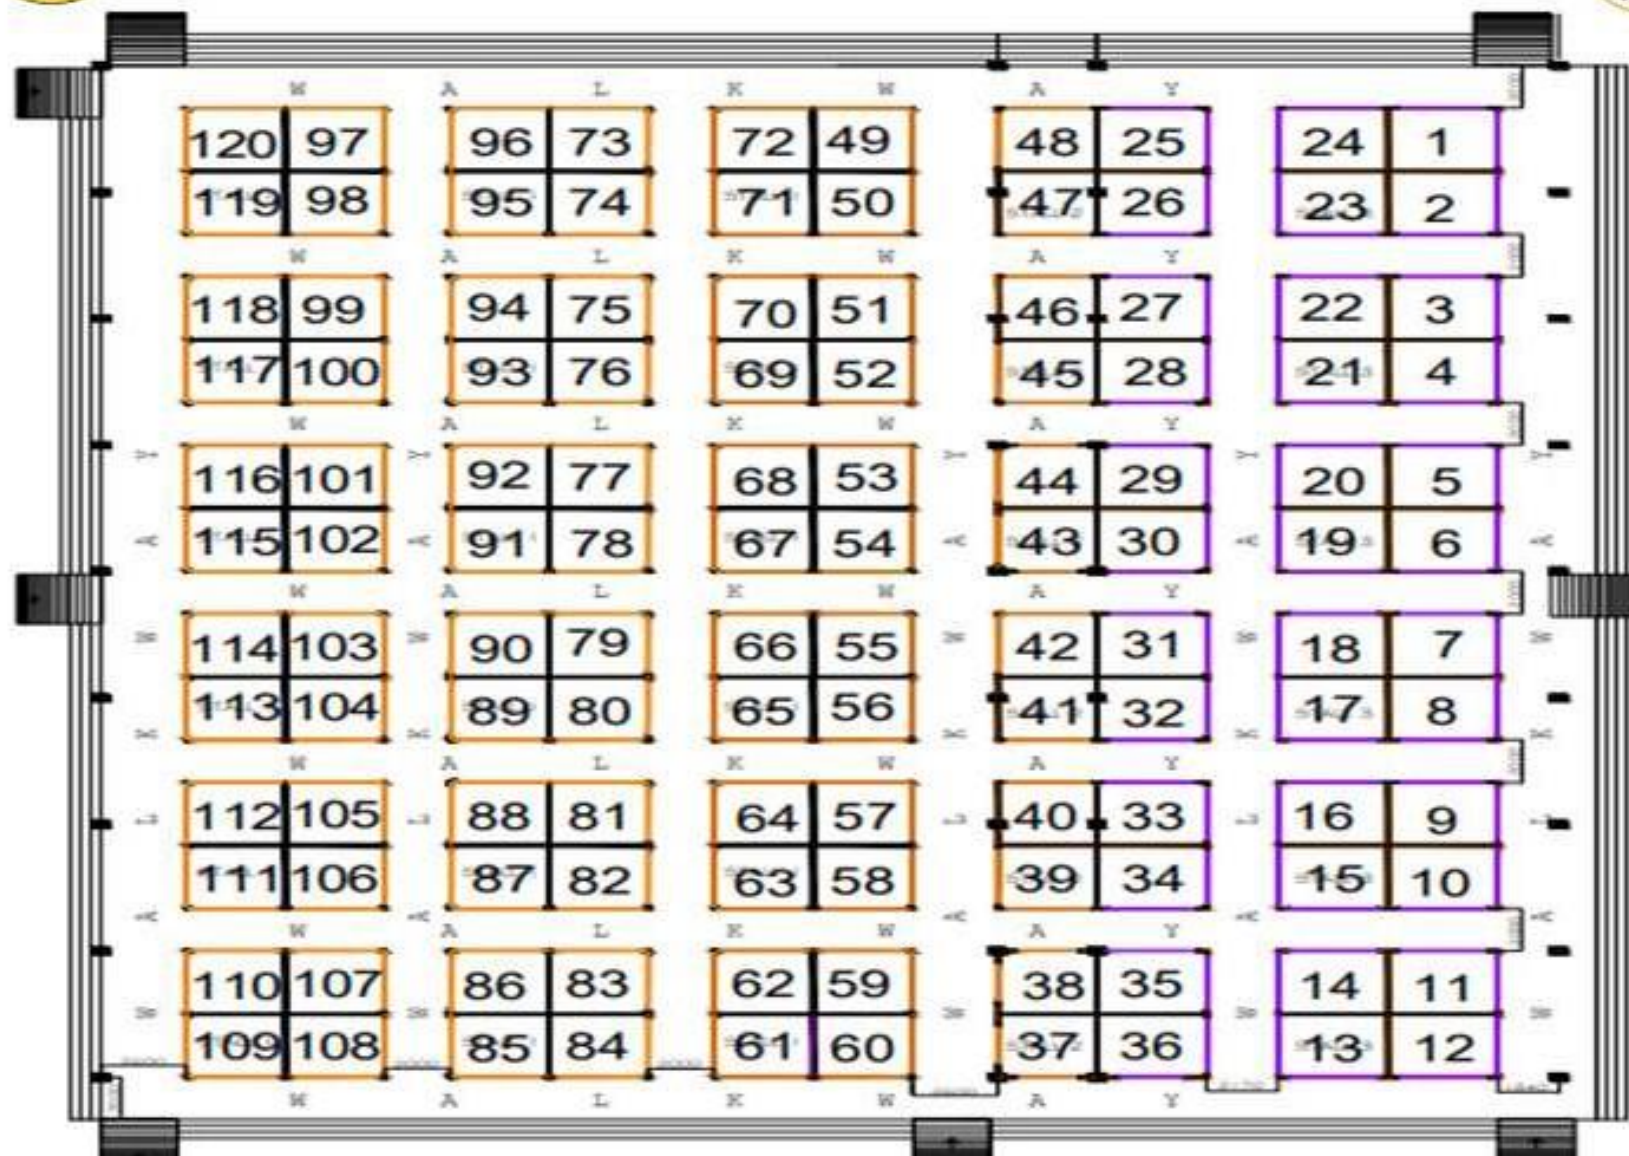 W A L K W A Y
120 97 96 73 72 49 48 25 24 1
119 98 95 74 71 50 47 26 23 2
W A L K W A Y
118 99 94 75 70 51 46 27 22 3
117 100 93 76 69 52 45 28 21 4
W A L K W A Y
116 101 92 77 68 53 44 29 20 5
115 102 91 78 67 54 43 30 19 6
W A L K W A Y
114 103 90 79 66 55 42 31 18 7
113 104 89 80 65 56 41 32 17 8
W A L K W A Y
112 105 88 81 64 57 40 33 16 9
111 106 87 82 63 58 39 34 15 10
W A L K W A Y
110 107 86 83 62 59 38 35 14 11
109 108 85 84 61 60 37 36 13 12
W A L K W A Y
W A L K W A Y
W A L K W A Y
W A L K W A Y
W A L K W A Y
W A L K W A Y